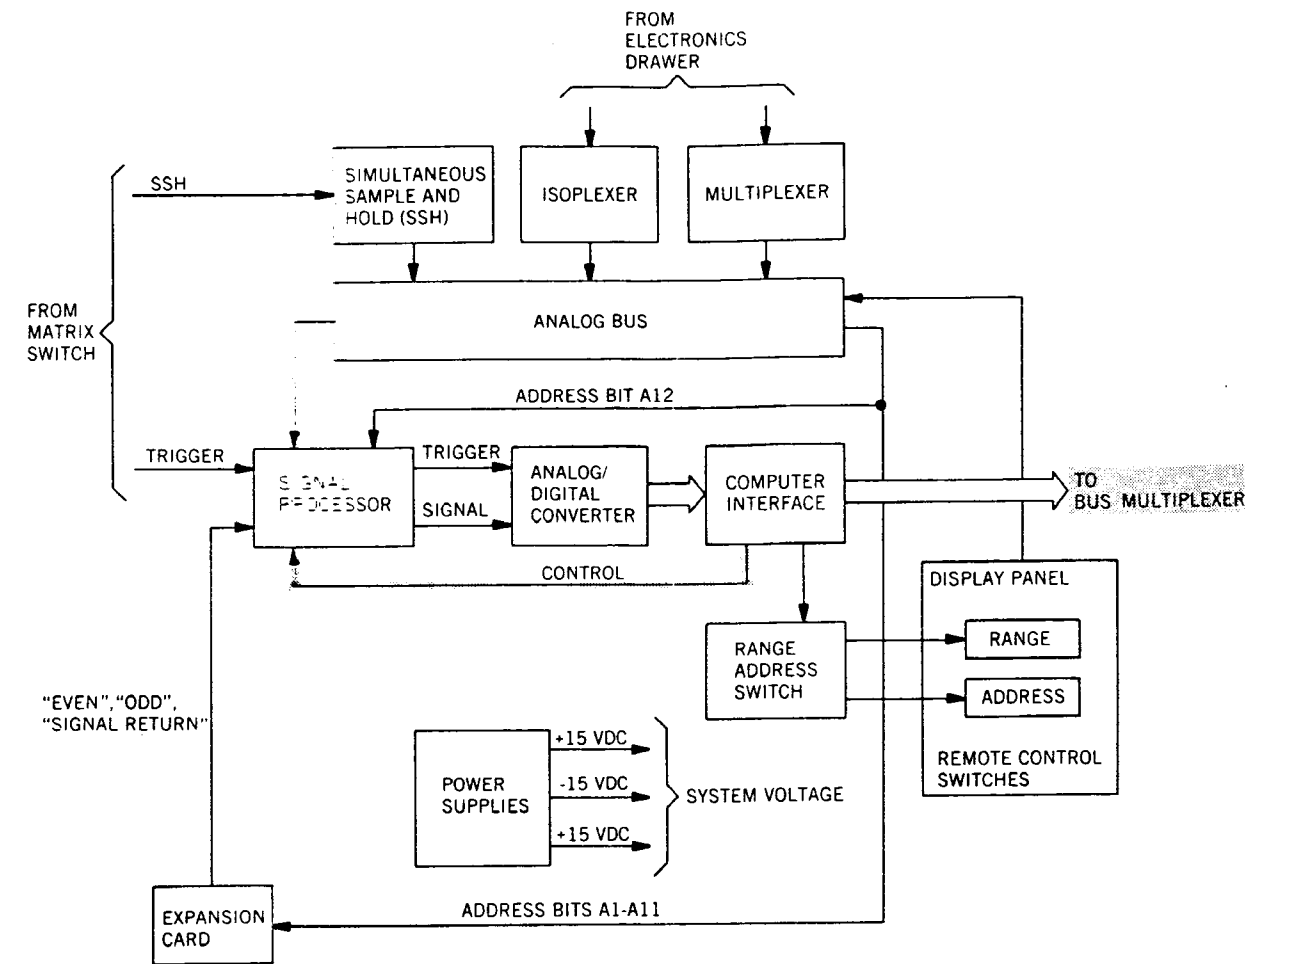 FROM
ELECTRONICS
DRAWER
SSH
SIMULTANEOUS
SAMPLE AND
HOLD (SSH)
ISOPLEXER
MULTIPLEXER
FROM
MATRIX
SWITCH
ANALOG BUS
ADDRESS BIT A12
TRIGGER
SIGNAL
PROCESSOR
TRIGGER
SIGNAL
ANALOG/
DIGITAL
CONVERTER
COMPUTER
INTERFACE
TO
BUS MULTIPLEXER
CONTROL
DISPLAY PANEL
RANGE
ADDRESS
REMOTE CONTROL
SWITCHES
RANGE
ADDRESS
SWITCH
"EVEN", "ODD",
"SIGNAL RETURN"
POWER
SUPPLIES
+15 VDC
-15 VDC
+15 VDC
SYSTEM VOLTAGE
EXPANSION
CARD
ADDRESS BITS A1-A11